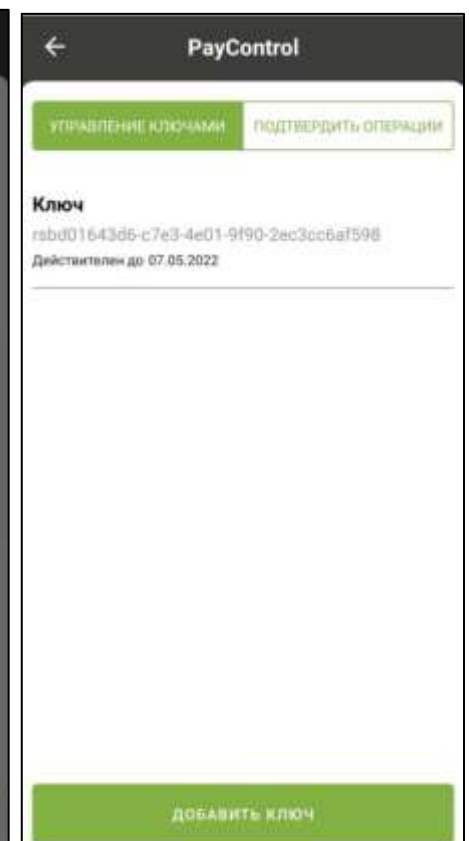 PayControl
УПРАВЛЕНИЕ КЛЮЧАМИ
ПОДТВЕРДИТЬ ОПЕРАЦИИ
Ключ
rsbd01643d6-c7e3-4e01-9f90-2ec3cc6af598
Действителен до 07.05.2022
ДОБАВИТЬ КЛЮЧ